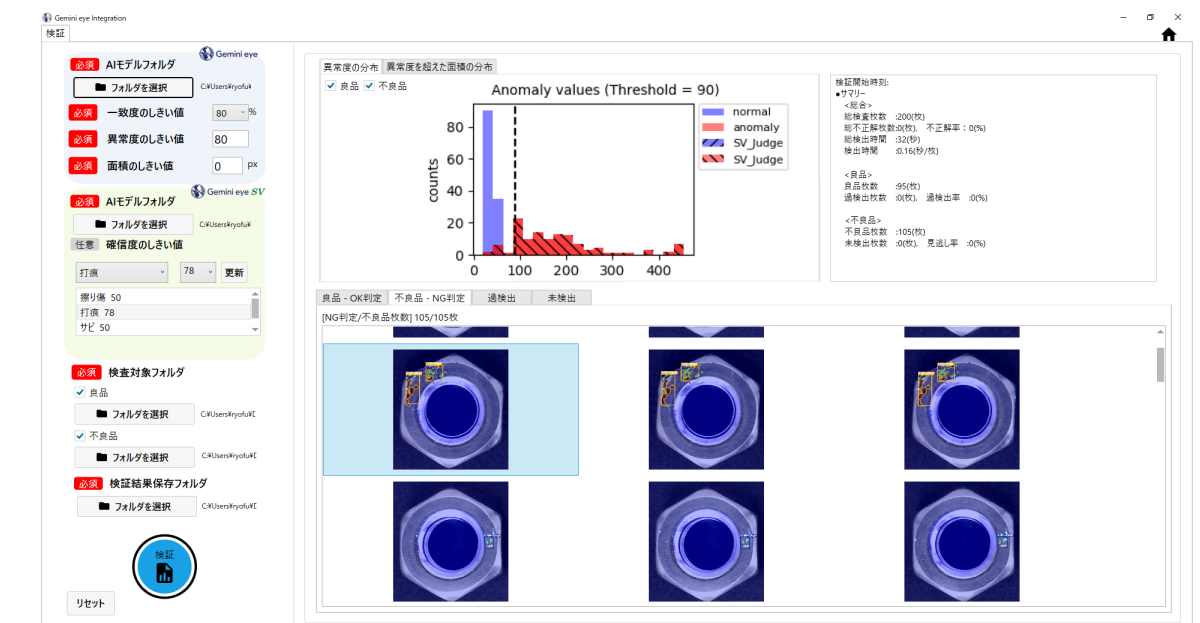 Gemini eye Integration
検証
Gemini eye
必須 AIモデルフォルダ
フォルダを選択 C:¥Users¥ryofu¥
必須 一致度のしきい値 80 %
必須 異常度のしきい値 80
必須 面積のしきい値 0 px
Gemini eye SV
必須 AIモデルフォルダ
フォルダを選択 C:¥Users¥ryofu¥
任意 確信度のしきい値
打痕 78 更新
擦り傷 50
打痕 78
サビ 50
必須 検査対象フォルダ
良品
フォルダを選択 C:¥Users¥ryofu¥D
不良品
フォルダを選択 C:¥Users¥ryofu¥D
必須 検証結果保存フォルダ
フォルダを選択 C:¥Users¥ryofu¥D
検証
リセット
異常度の分布 異常度を超えた面積の分布
良品 不良品
Anomaly values (Threshold = 90)
counts
80
60
40
20
0
0 100 200 300 400
normal
anomaly
SV_Judge
SV_Judge
検証開始時刻:
●サマリー
<総合>
総検査枚数 :200(枚)
総不正解枚数:0(枚), 不正解率：0(%)
総検出時間 :32(秒)
検出時間 :0.16(秒/枚)
<良品>
良品枚数 :95(枚)
過検出枚数 :0(枚), 過検出率 :0(%)
<不良品>
不良品枚数 :105(枚)
未検出枚数 :0(枚), 見逃し率 :0(%)
良品 - OK判定 不良品 - NG判定 過検出 未検出
[NG判定/不良品枚数] 105/105枚